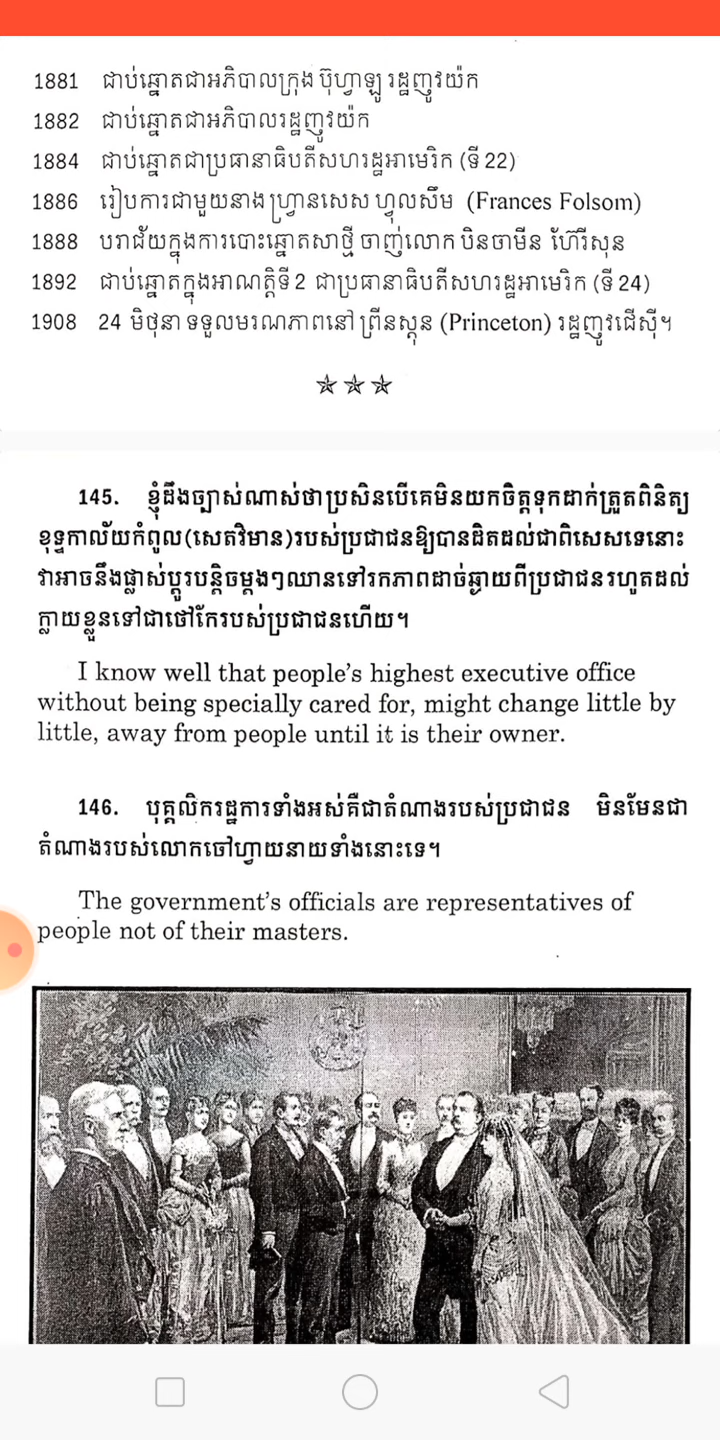 1881 ជាប់ឆ្នោតជាអភិបាលក្រុង ប៊ុហ្វាឡូ រដ្ឋញូវយ៉ក
1882 ជាប់ឆ្នោតជាអភិបាលរដ្ឋញូវយ៉ក
1884 ជាប់ឆ្នោតជាប្រធានាធិបតីសហរដ្ឋអាមេរិក (ទី 22)
1886 រៀបការជាមួយនាង ហ្វ្រានសេស ហ្វុលសឹម (Frances Folsom)
1888 បរាជ័យក្នុងការបោះឆ្នោតសាថ្មី ចាញ់លោក បិនចាមីន ហ៊ែរីសុន
1892 ជាប់ឆ្នោតក្នុងអាណត្តិទី 2 ជាប្រធានាធិបតីសហរដ្ឋអាមេរិក (ទី 24)
1908 24 មិថុនា ទទួលមរណភាពនៅ ព្រីនស្តុន (Princeton) រដ្ឋញូវជើស៊ី។
145. ខ្ញុំដឹងច្បាស់ណាស់ថាប្រសិនបើគេមិនយកចិត្តទុកដាក់ត្រួតពិនិត្យ
ខុទ្ទកាល័យកំពូល(សេតវិមាន)របស់ប្រជាជនឱ្យបានដិតដល់ជាពិសេសទេនោះ
វាអាចនឹងផ្លាស់ប្តូរបន្តិចម្តងៗឈានទៅរកភាពដាច់ឆ្ងាយពីប្រជាជនរហូតដល់
ក្លាយខ្លួនទៅជាថៅកែរបស់ប្រជាជនហើយ។
I know well that people's highest executive office
without being specially cared for, might change little by
little, away from people until it is their owner.
146. បុគ្គលិករដ្ឋការទាំងអស់គឺជាតំណាងរបស់ប្រជាជន មិនមែនជា
តំណាងរបស់លោកចៅហ្វាយនាយទាំងនោះទេ។
The government's officials are representatives of
people not of their masters.